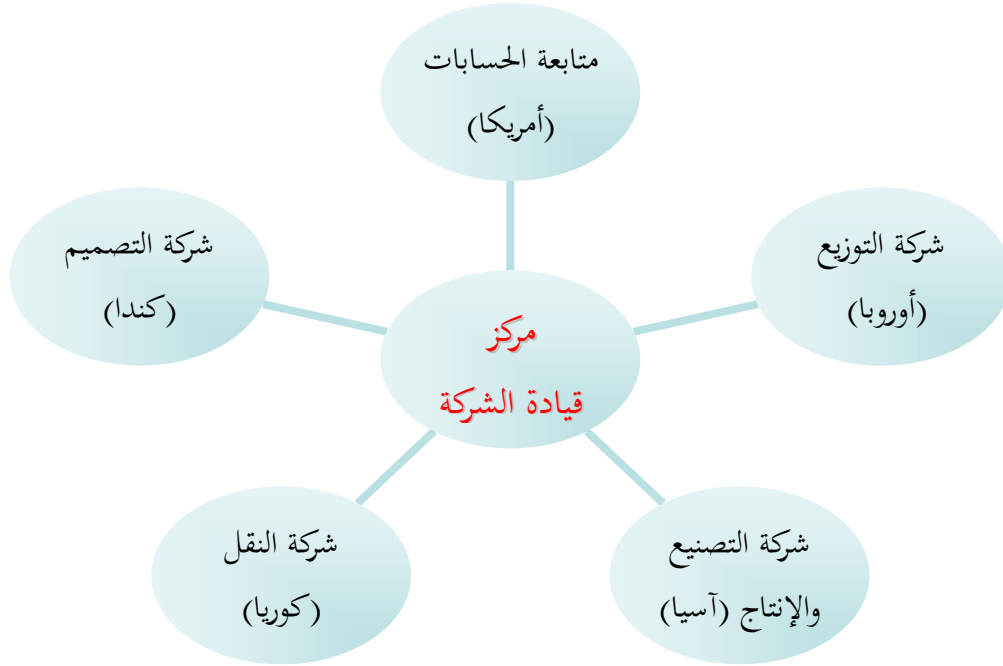 متابعة الحسابات
(أمريكا)
شركة التوزيع
(أوروبا)
شركة التصميم
(كندا)
مركز
قيادة الشركة
شركة التصنيع
والإنتاج (آسيا)
شركة النقل
(كوريا)